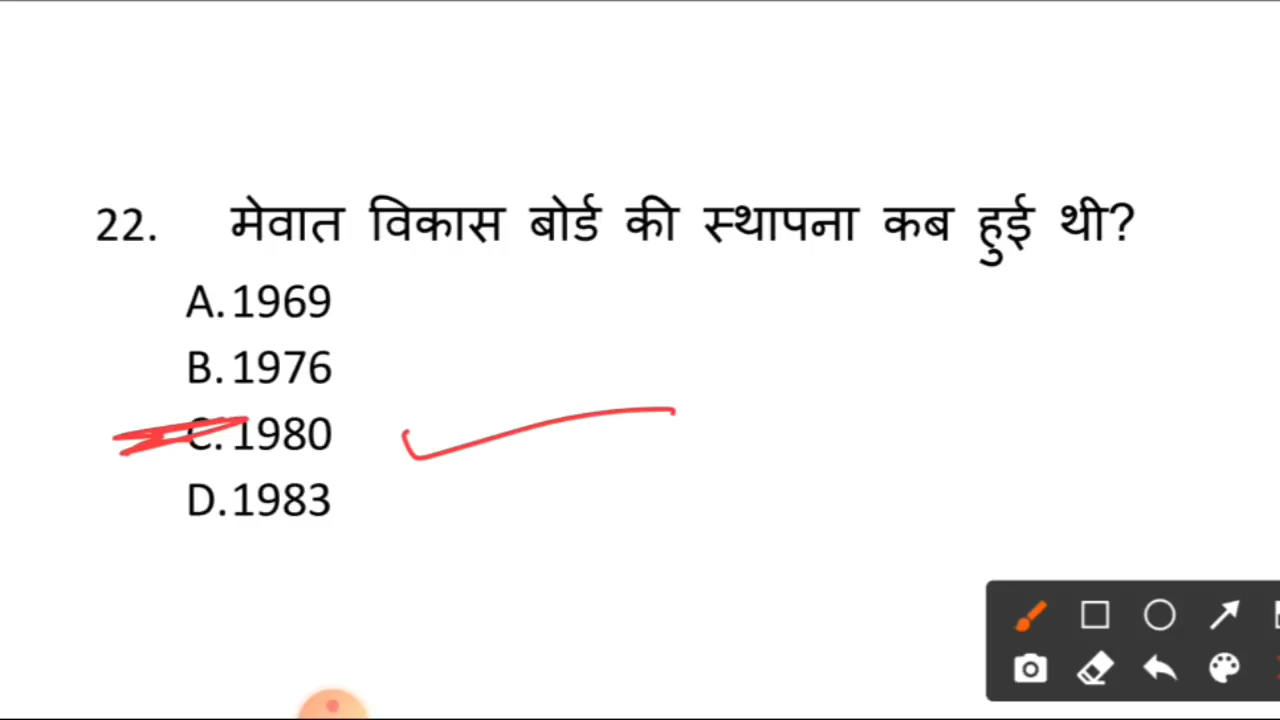 22. मेवात विकास बोर्ड की स्थापना कब हुई थी?
A. 1969
B. 1976
C. 1980
D. 1983